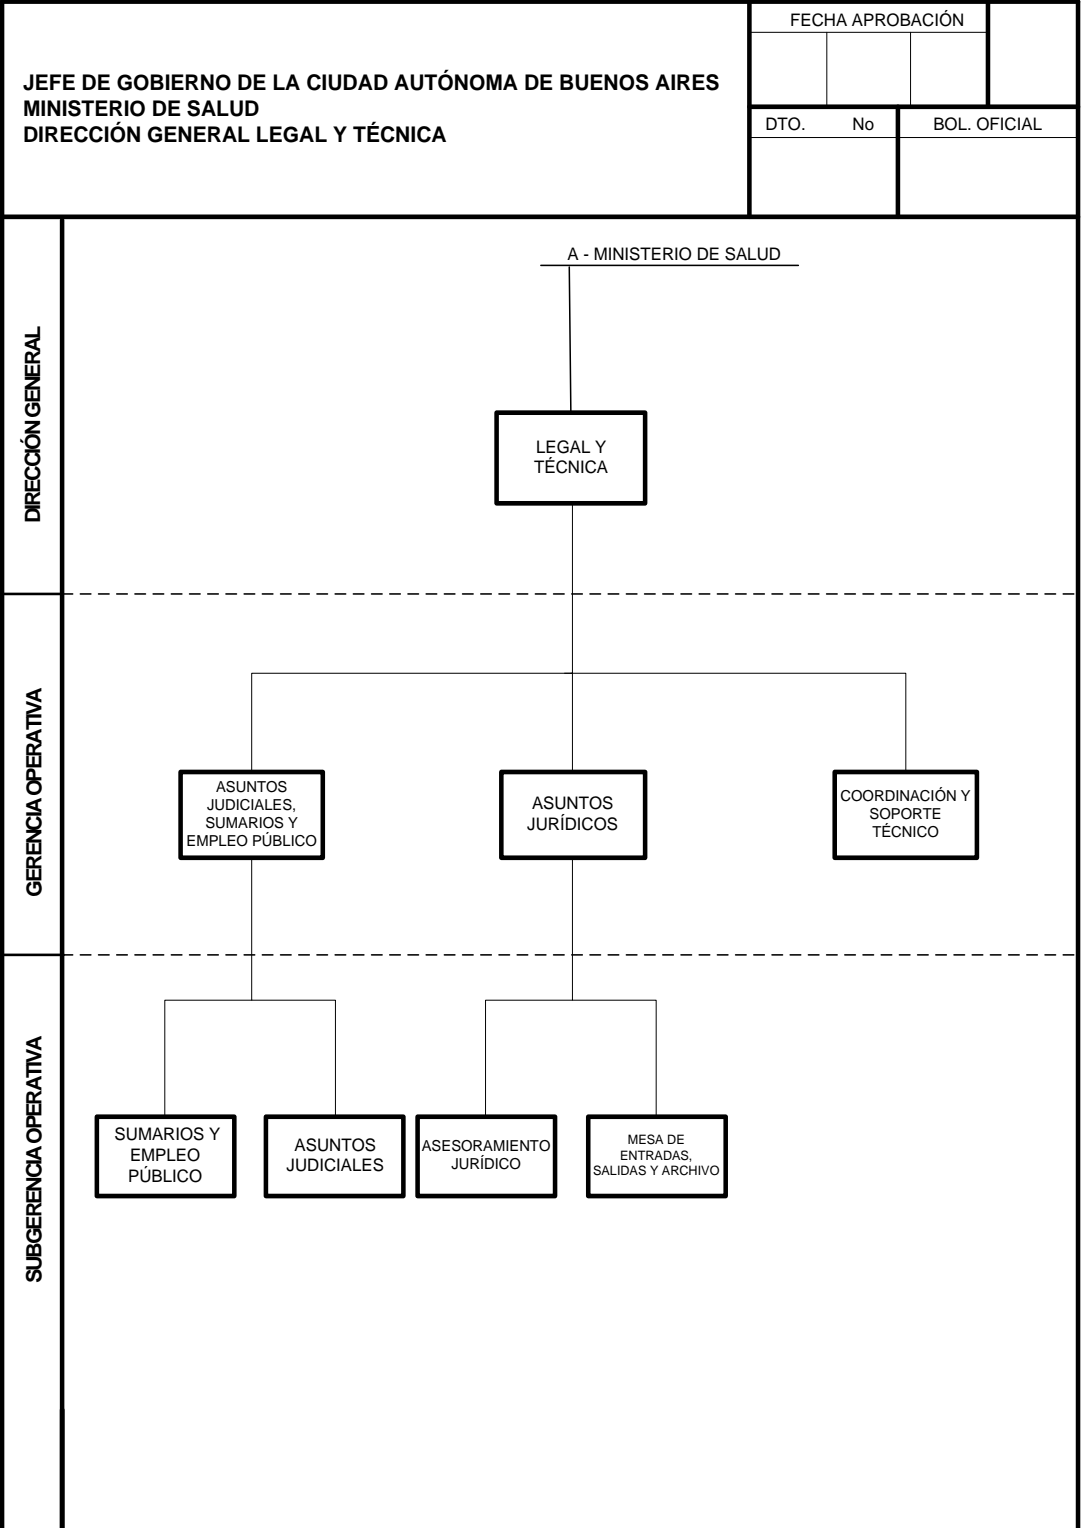 JEFE DE GOBIERNO DE LA CIUDAD AUTÓNOMA DE BUENOS AIRES
MINISTERIO DE SALUD
DIRECCIÓN GENERAL LEGAL Y TÉCNICA
FECHA APROBACIÓN
DTO. No
BOL. OFICIAL
A - MINISTERIO DE SALUD
DIRECCIÓN GENERAL
LEGAL Y
TÉCNICA
GERENCIA OPERATIVA
ASUNTOS
JUDICIALES,
SUMARIOS Y
EMPLEO PÚBLICO
ASUNTOS
JURÍDICOS
COORDINACIÓN Y
SOPORTE
TÉCNICO
SUBGERENCIA OPERATIVA
SUMARIOS Y
EMPLEO
PÚBLICO
ASUNTOS
JUDICIALES
ASESORAMIENTO
JURÍDICO
MESA DE
ENTRADAS,
SALIDAS Y ARCHIVO